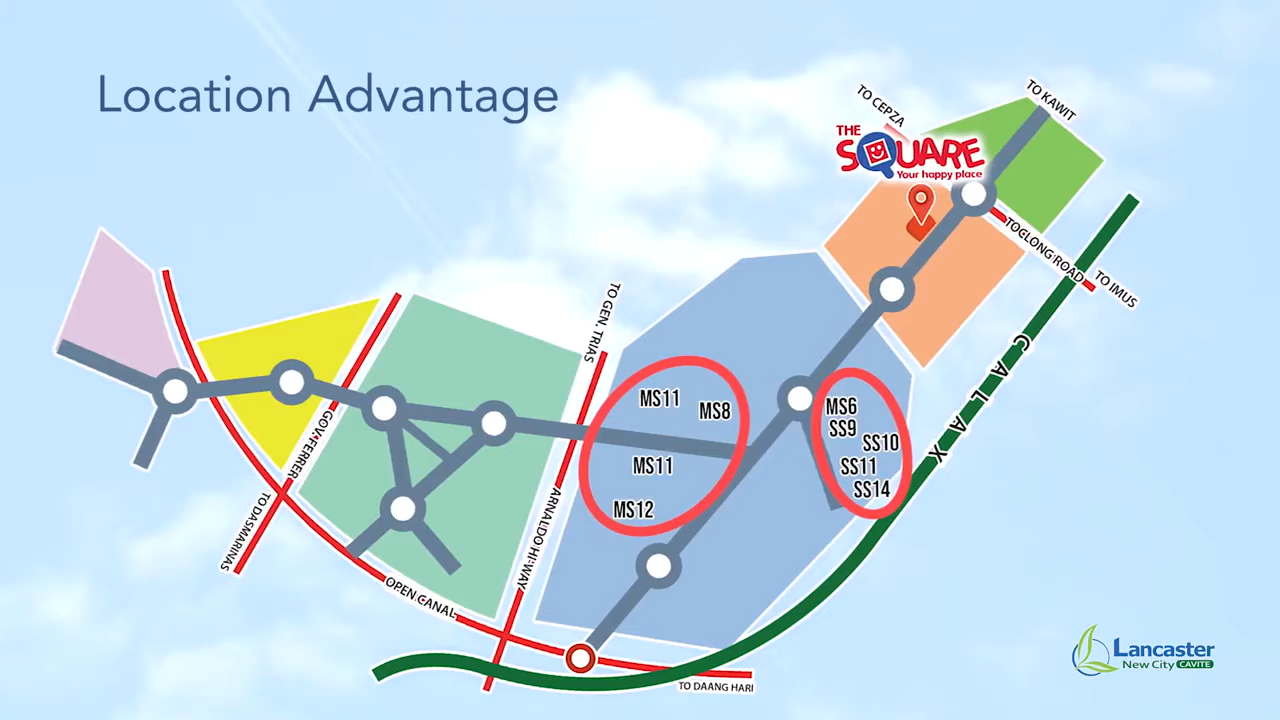 Location Advantage
TO CEPZA
TO KAWIT
THE
SQUARE
Your happy place
TOCLONG ROAD
TO IMUS
CALAX
TO GEN. TRIAS
MS11
MS8
MS11
MS12
MS6
SS9
SS10
SS11
SS14
GOV. FERRER
TO DASMARINAS
ARNALDO HI-WAY
OPEN CANAL
TO DAANG HARI
Lancaster
New City CAVITE